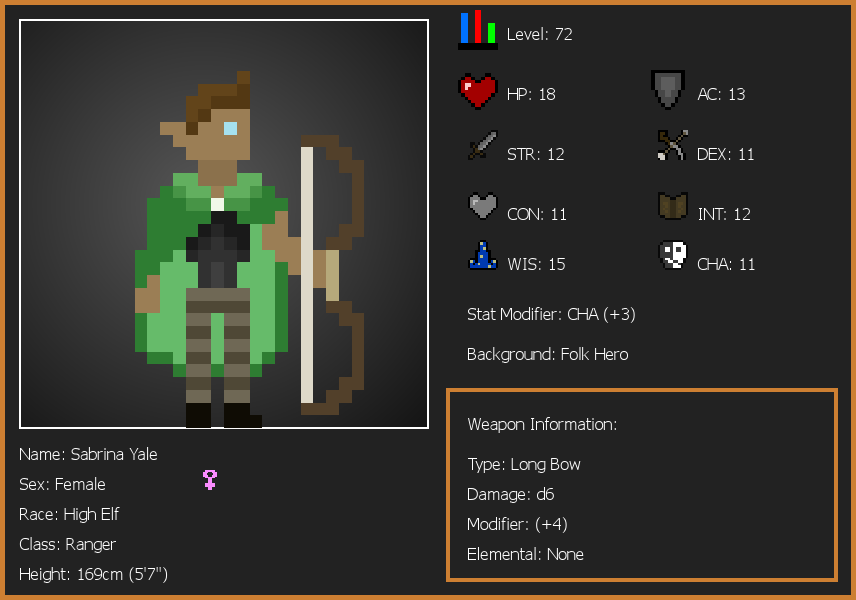 Level: 72
HP: 18
AC: 13
STR: 12
DEX: 11
CON: 11
INT: 12
WIS: 15
CHA: 11
Stat Modifier: CHA (+3)
Background: Folk Hero
Weapon Information:
Type: Long Bow
Damage: d6
Modifier: (+4)
Elemental: None
Name: Sabrina Yale
Sex: Female
Race: High Elf
Class: Ranger
Height: 169cm (5'7")